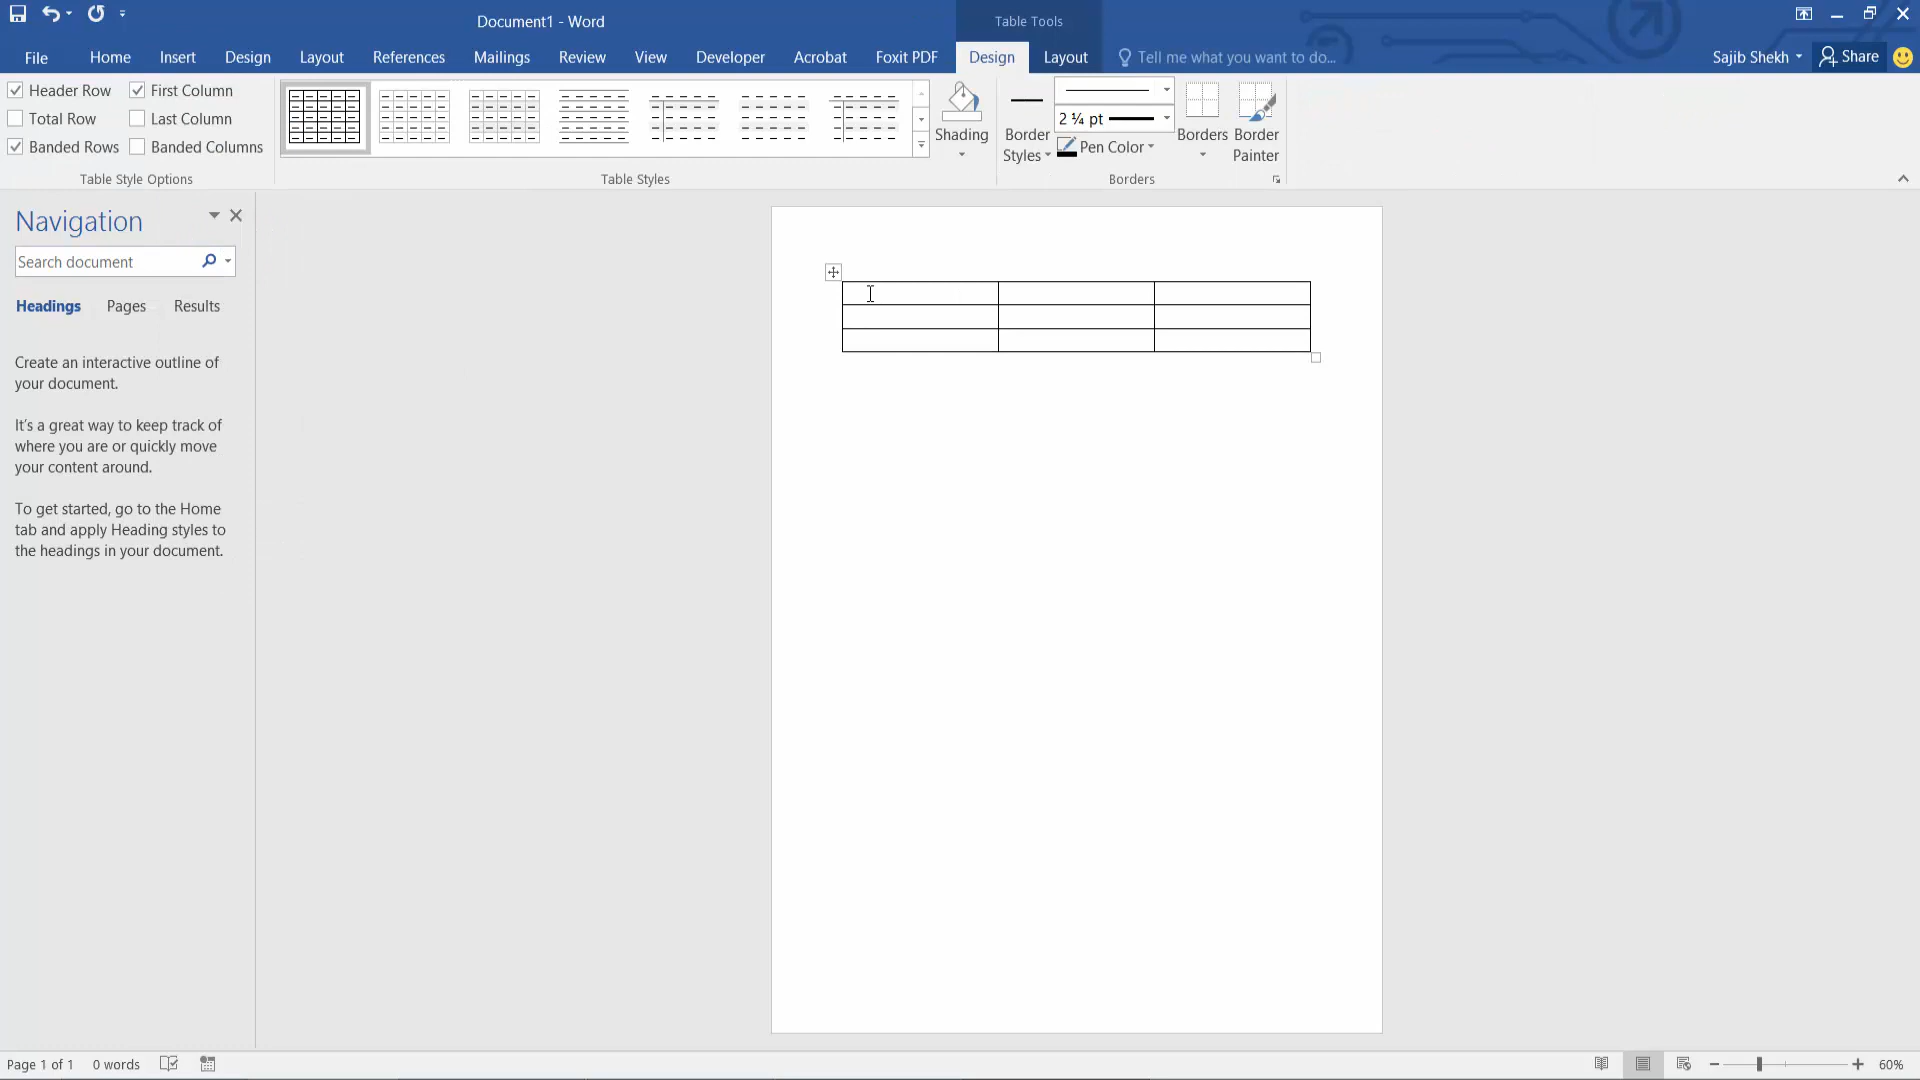 Document1 - Word
Table Tools
File Home Insert Design Layout References Mailings Review View Developer Acrobat Foxit PDF Design Layout Tell me what you want to do... Sajib Shekh Share
Header Row First Column
Total Row Last Column
Banded Rows Banded Columns
Table Style Options
Table Styles
Shading
Border
Styles
2 ¼ pt
Pen Color
Borders
Border
Painter
Borders
Navigation
Search document
Headings Pages Results
Create an interactive outline of
your document.
It's a great way to keep track of
where you are or quickly move
your content around.
To get started, go to the Home
tab and apply Heading styles to
the headings in your document.
Page 1 of 1 0 words 60%